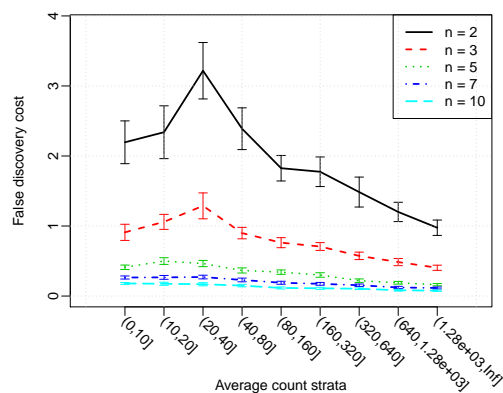 n = 2
n = 3
n = 5
n = 7
n = 10
False discovery cost
4
3
2
1
0
(0,10]
(10,20]
(20,40]
(40,80]
(80,160]
(160,320]
(320,640]
(640,1.28e+03]
(1.28e+03,Inf]
Average count strata